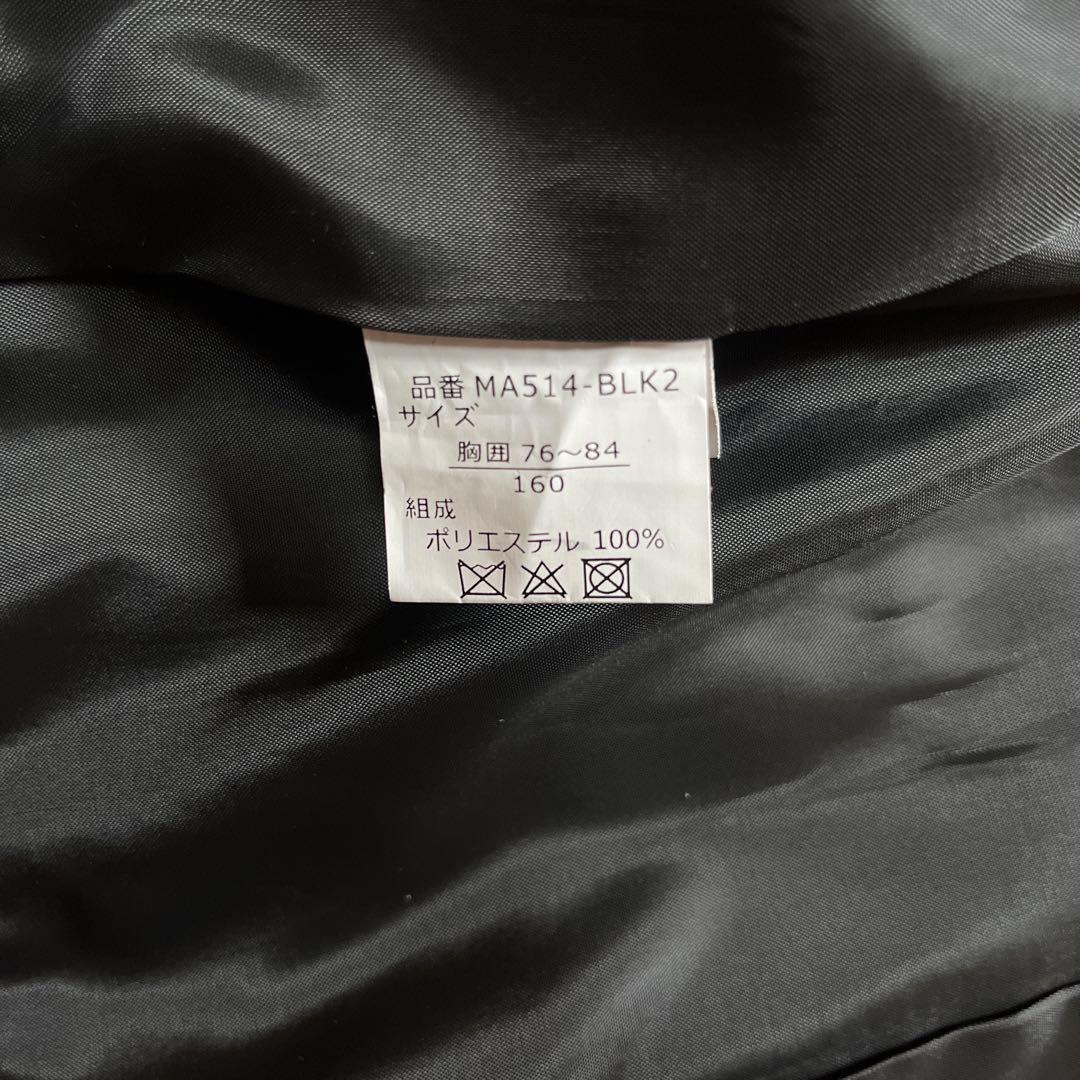 品番 MA514-BLK2
サイズ
胸囲 76～84
160
組成
ポリエステル 100%